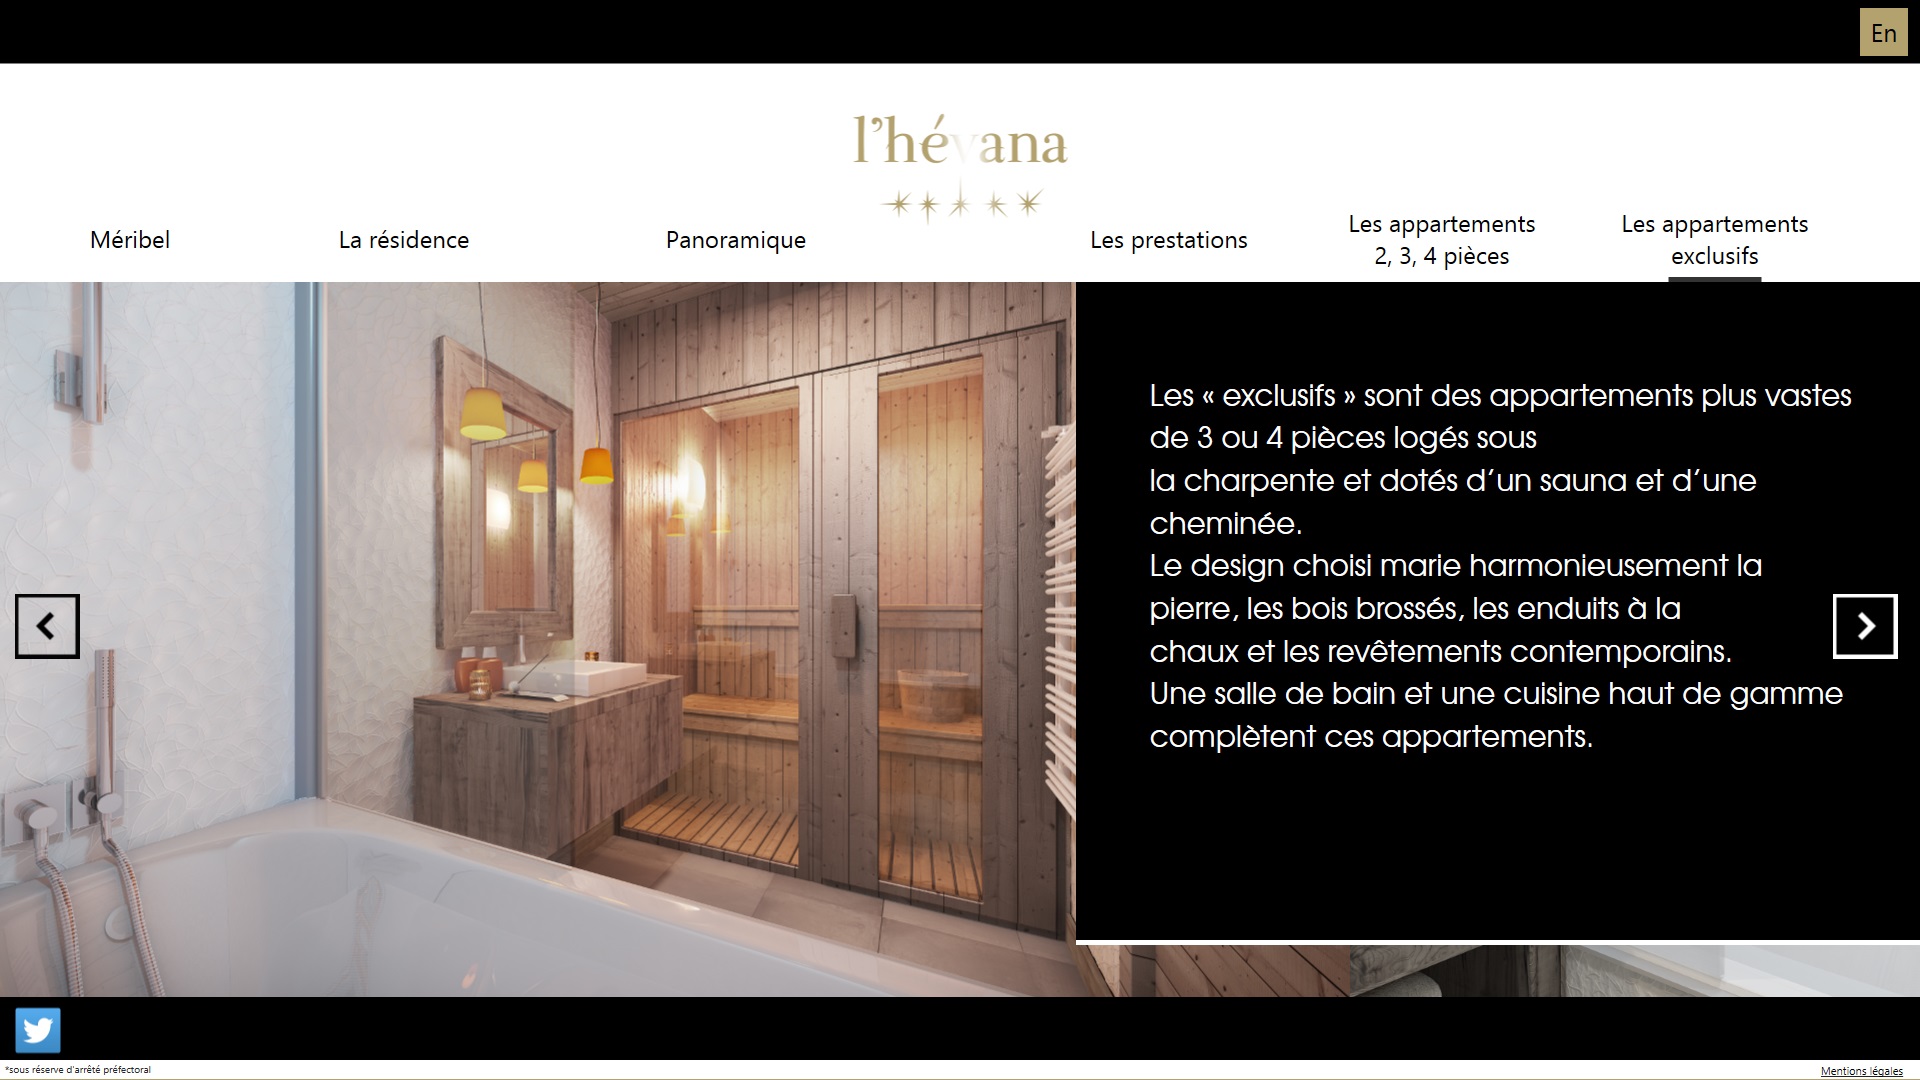 En
l'hévana
Méribel
La résidence
Panoramique
Les prestations
Les appartements
2, 3, 4 pièces
Les appartements
exclusifs
Les « exclusifs » sont des appartements plus vastes
de 3 ou 4 pièces logés sous
la charpente et dotés d'un sauna et d'une
cheminée.
Le design choisi marie harmonieusement la
pierre, les bois brossés, les enduits à la
chaux et les revêtements contemporains.
Une salle de bain et une cuisine haut de gamme
complètent ces appartements.
*sous réserve d'arrêté préfectoral
Mentions légales